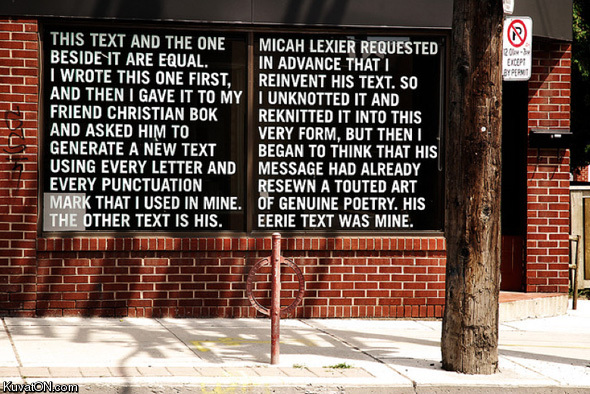 THIS TEXT AND THE ONE
BESIDE IT ARE EQUAL.
I WROTE THIS ONE FIRST,
AND THEN I GAVE IT TO MY
FRIEND CHRISTIAN BOK
AND ASKED HIM TO
GENERATE A NEW TEXT
USING EVERY LETTER AND
EVERY PUNCTUATION
MARK THAT I USED IN MINE.
THE OTHER TEXT IS HIS.
MICAH LEXIER REQUESTED
IN ADVANCE THAT I
REINVENT HIS TEXT. SO
I UNKNOTTED IT AND
REKNITTED IT INTO THIS
VERY FORM, BUT THEN I
BEGAN TO THINK THAT HIS
MESSAGE HAD ALREADY
RESEWN A TOUTED ART
OF GENUINE POETRY. HIS
EERIE TEXT WAS MINE.
EXCEPT
BY PERMIT
KuvatON.com